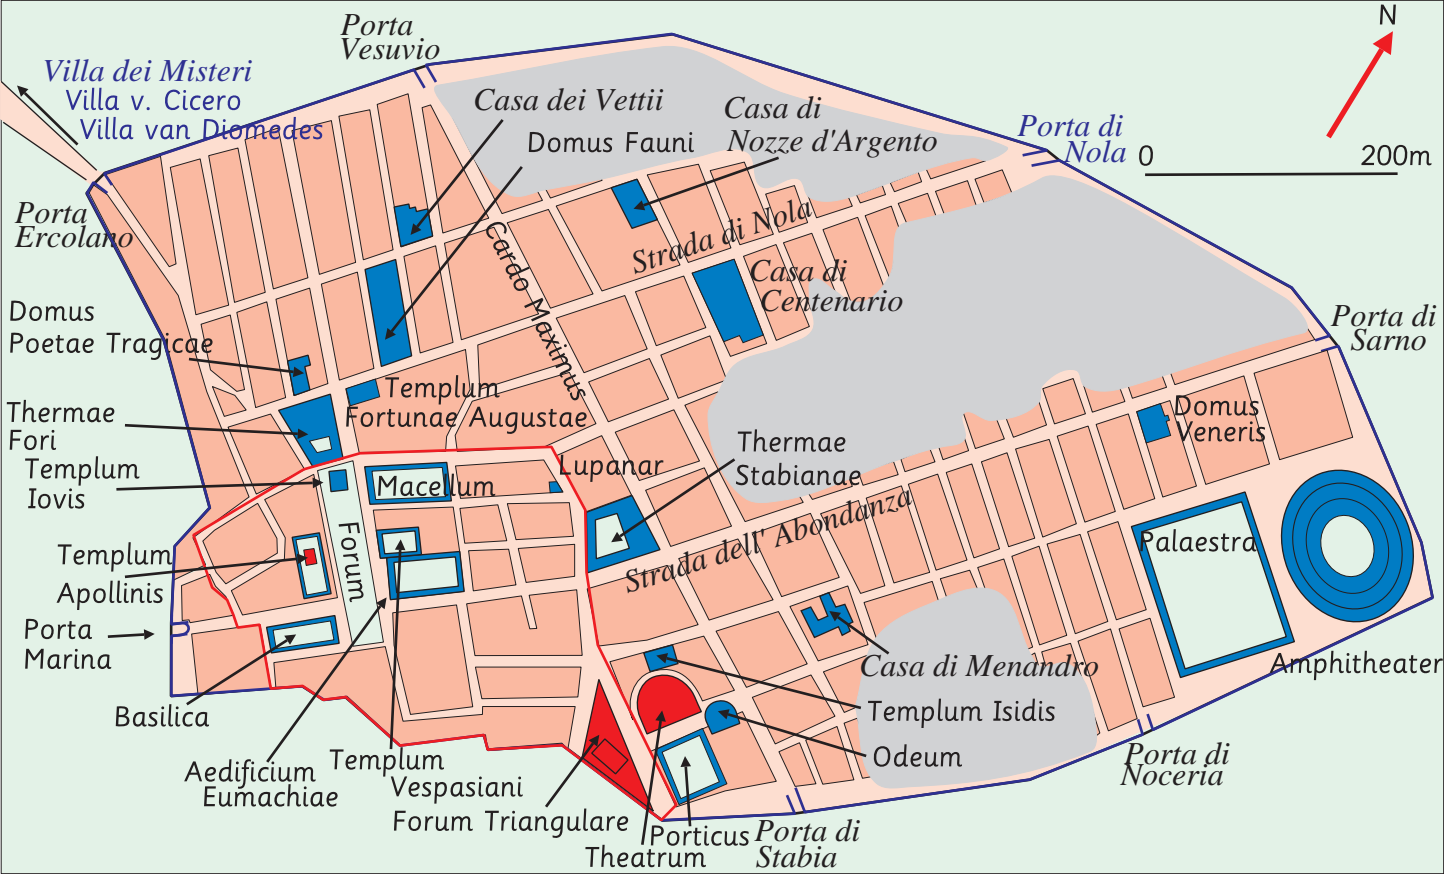 Porta
Vesuvio
N
Villa dei Misteri
Villa v. Cicero
Villa van Diomedes
Casa dei Vettii
Domus Fauni
Casa di
Nozze d'Argento
Porta di
Nola
0
200m
Porta
Ercolano
Cardo Maximus
Strada di Nola
Casa di
Centenario
Domus
Poetae Tragicae
Porta di
Sarno
Templum
Fortunae Augustae
Thermae
Fori
Domus
Veneris
Templum
Iovis
Macellum
Lupanar
Thermae
Stabianae
Forum
Strada dell' Abondanza
Palaestra
Templum
Apollinis
Porta
Marina
Casa di Menandro
Amphitheater
Basilica
Templum Isidis
Odeum
Aedificium
Eumachiae
Templum
Vespasiani
Forum Triangulare
Porta di
Noceria
Porticus
Theatrum
Porta di
Stabia